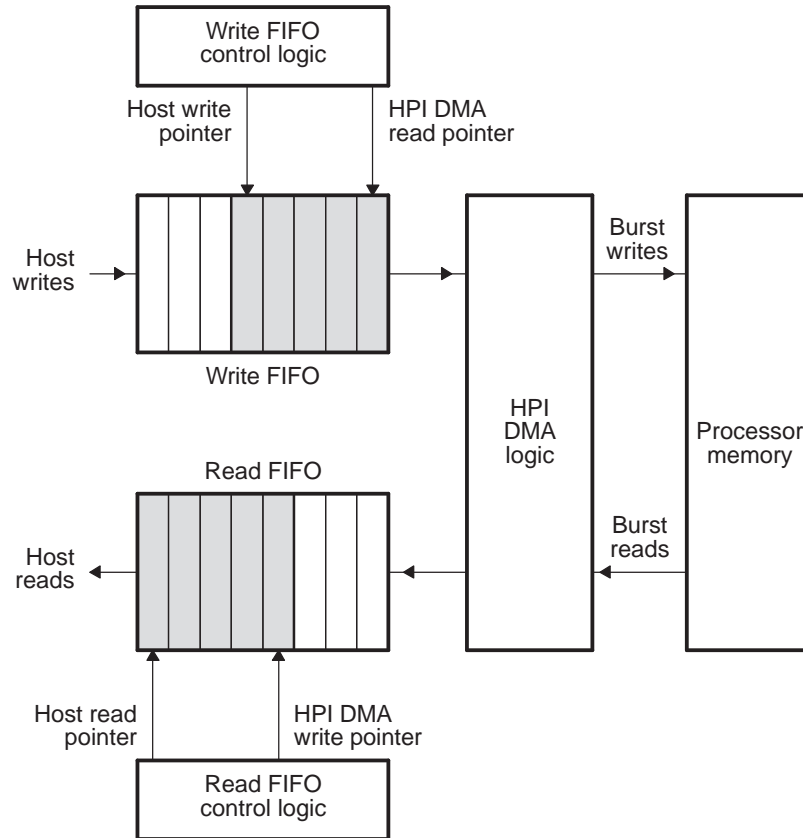 Write FIFO
control logic
Host write
pointer
HPI DMA
read pointer
Host
writes
Burst
writes
Write FIFO
HPI
DMA
logic
Processor
memory
Read FIFO
Host
reads
Burst
reads
Host read
pointer
HPI DMA
write pointer
Read FIFO
control logic